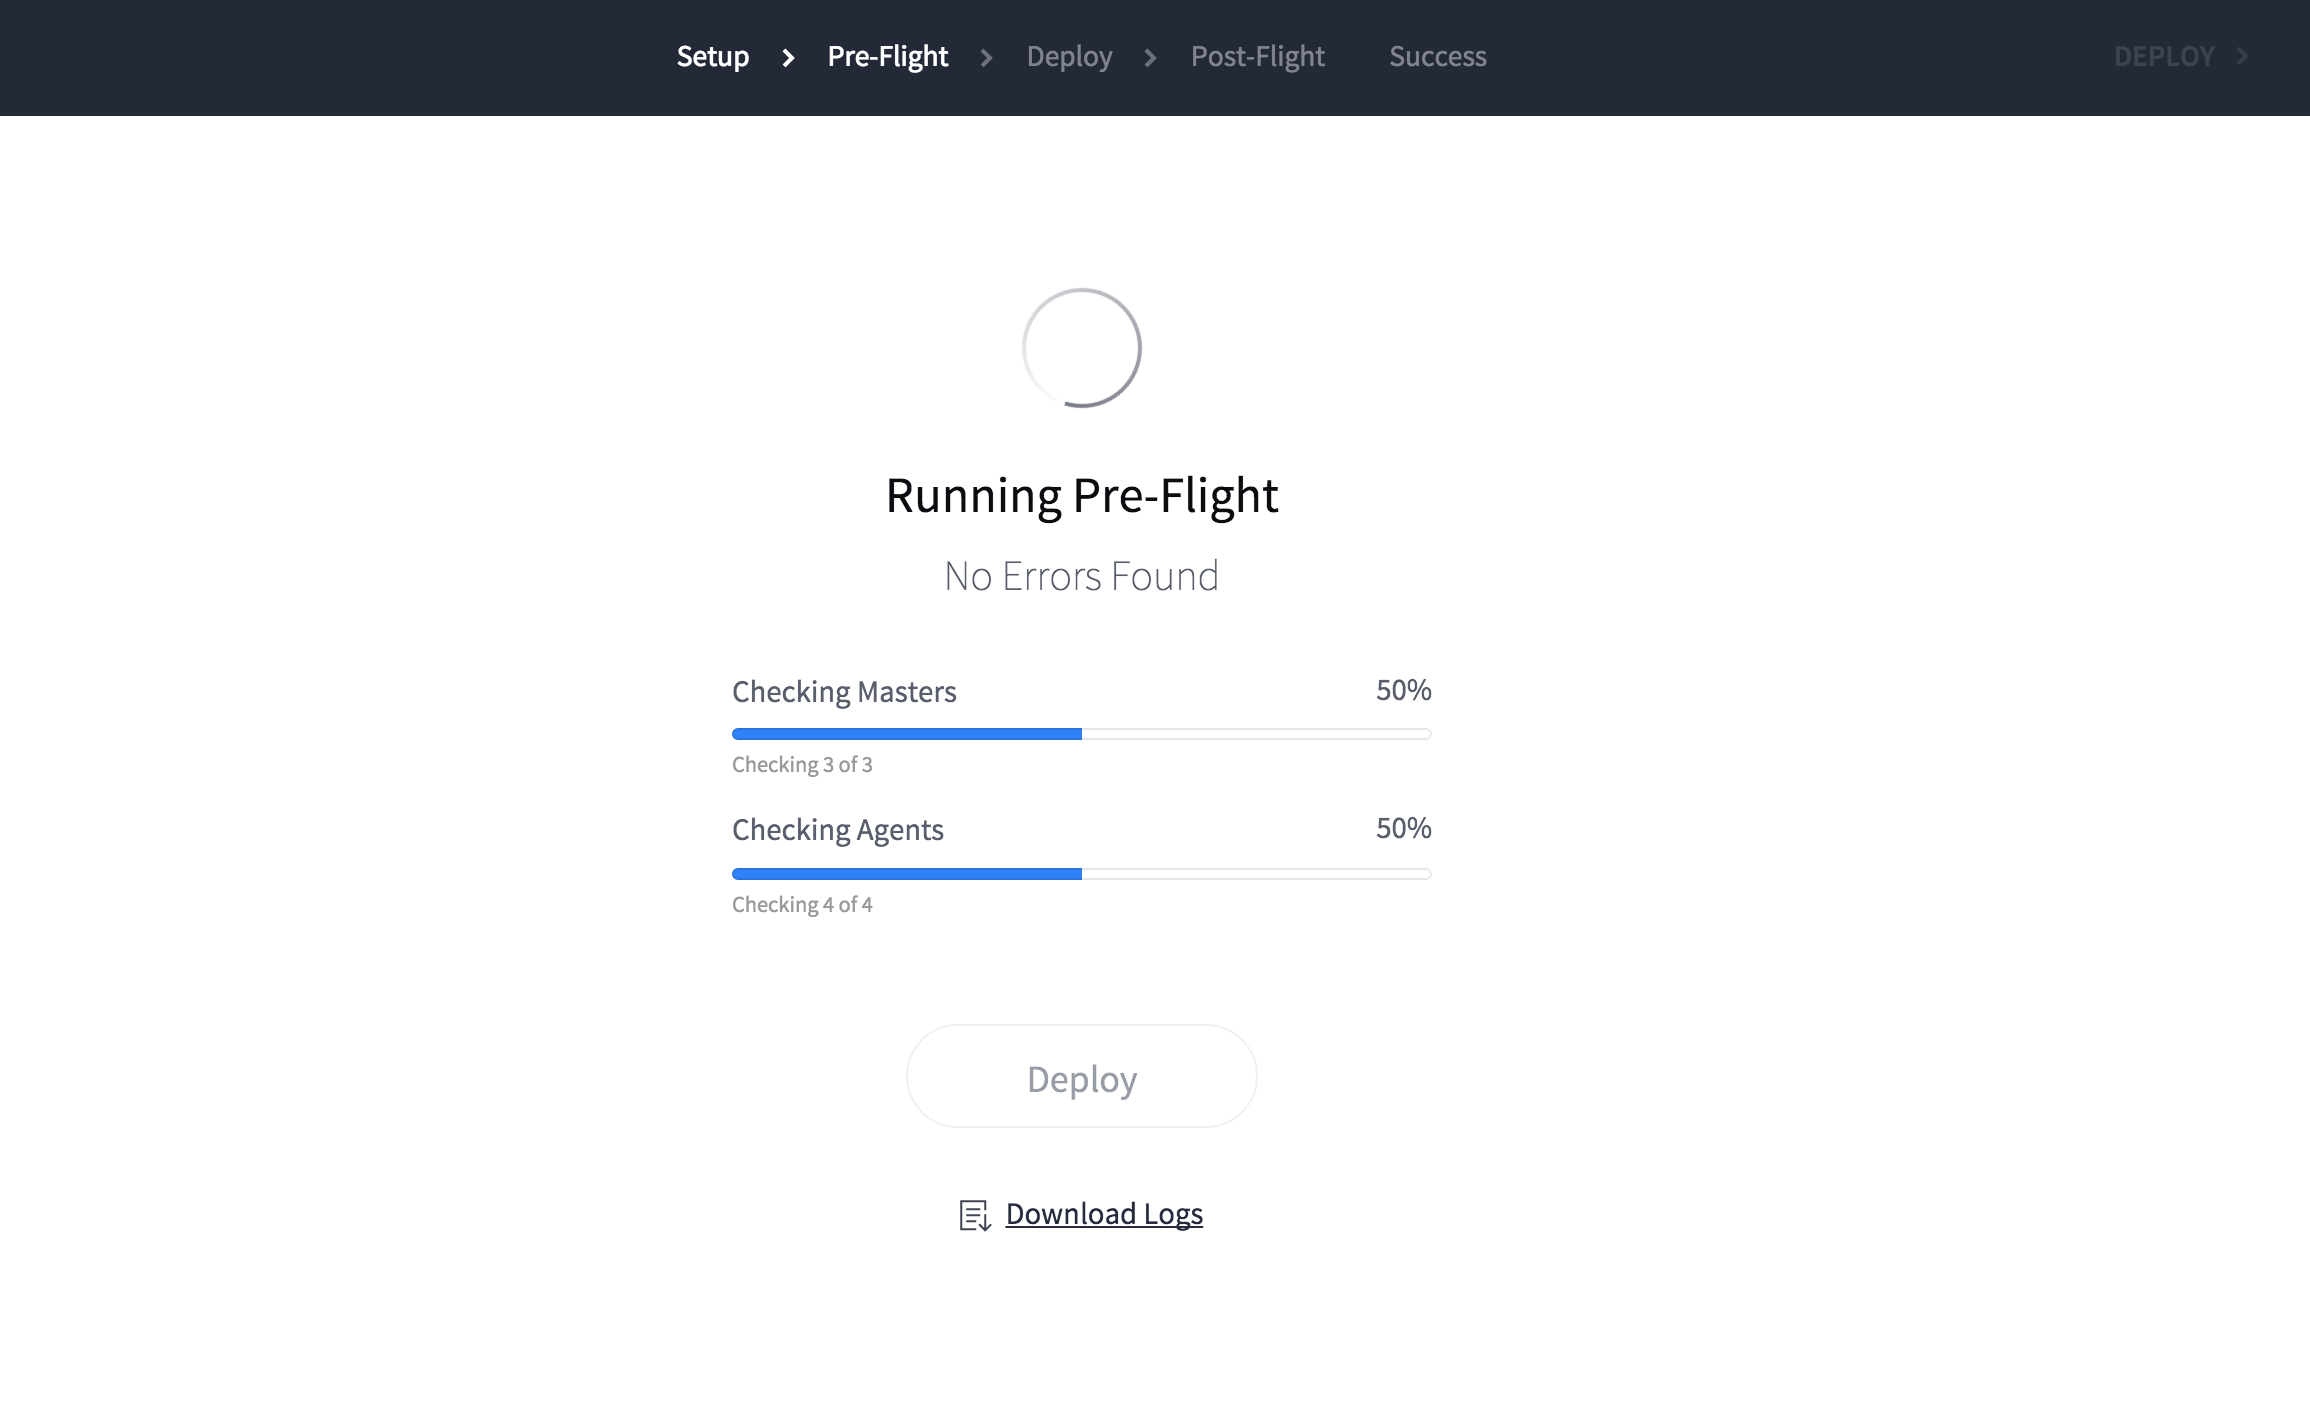 Setup Pre-Flight Deploy Post-Flight Success DEPLOY
Running Pre-Flight
No Errors Found
Checking Masters 50%
Checking 3 of 3
Checking Agents 50%
Checking 4 of 4
Deploy
Download Logs